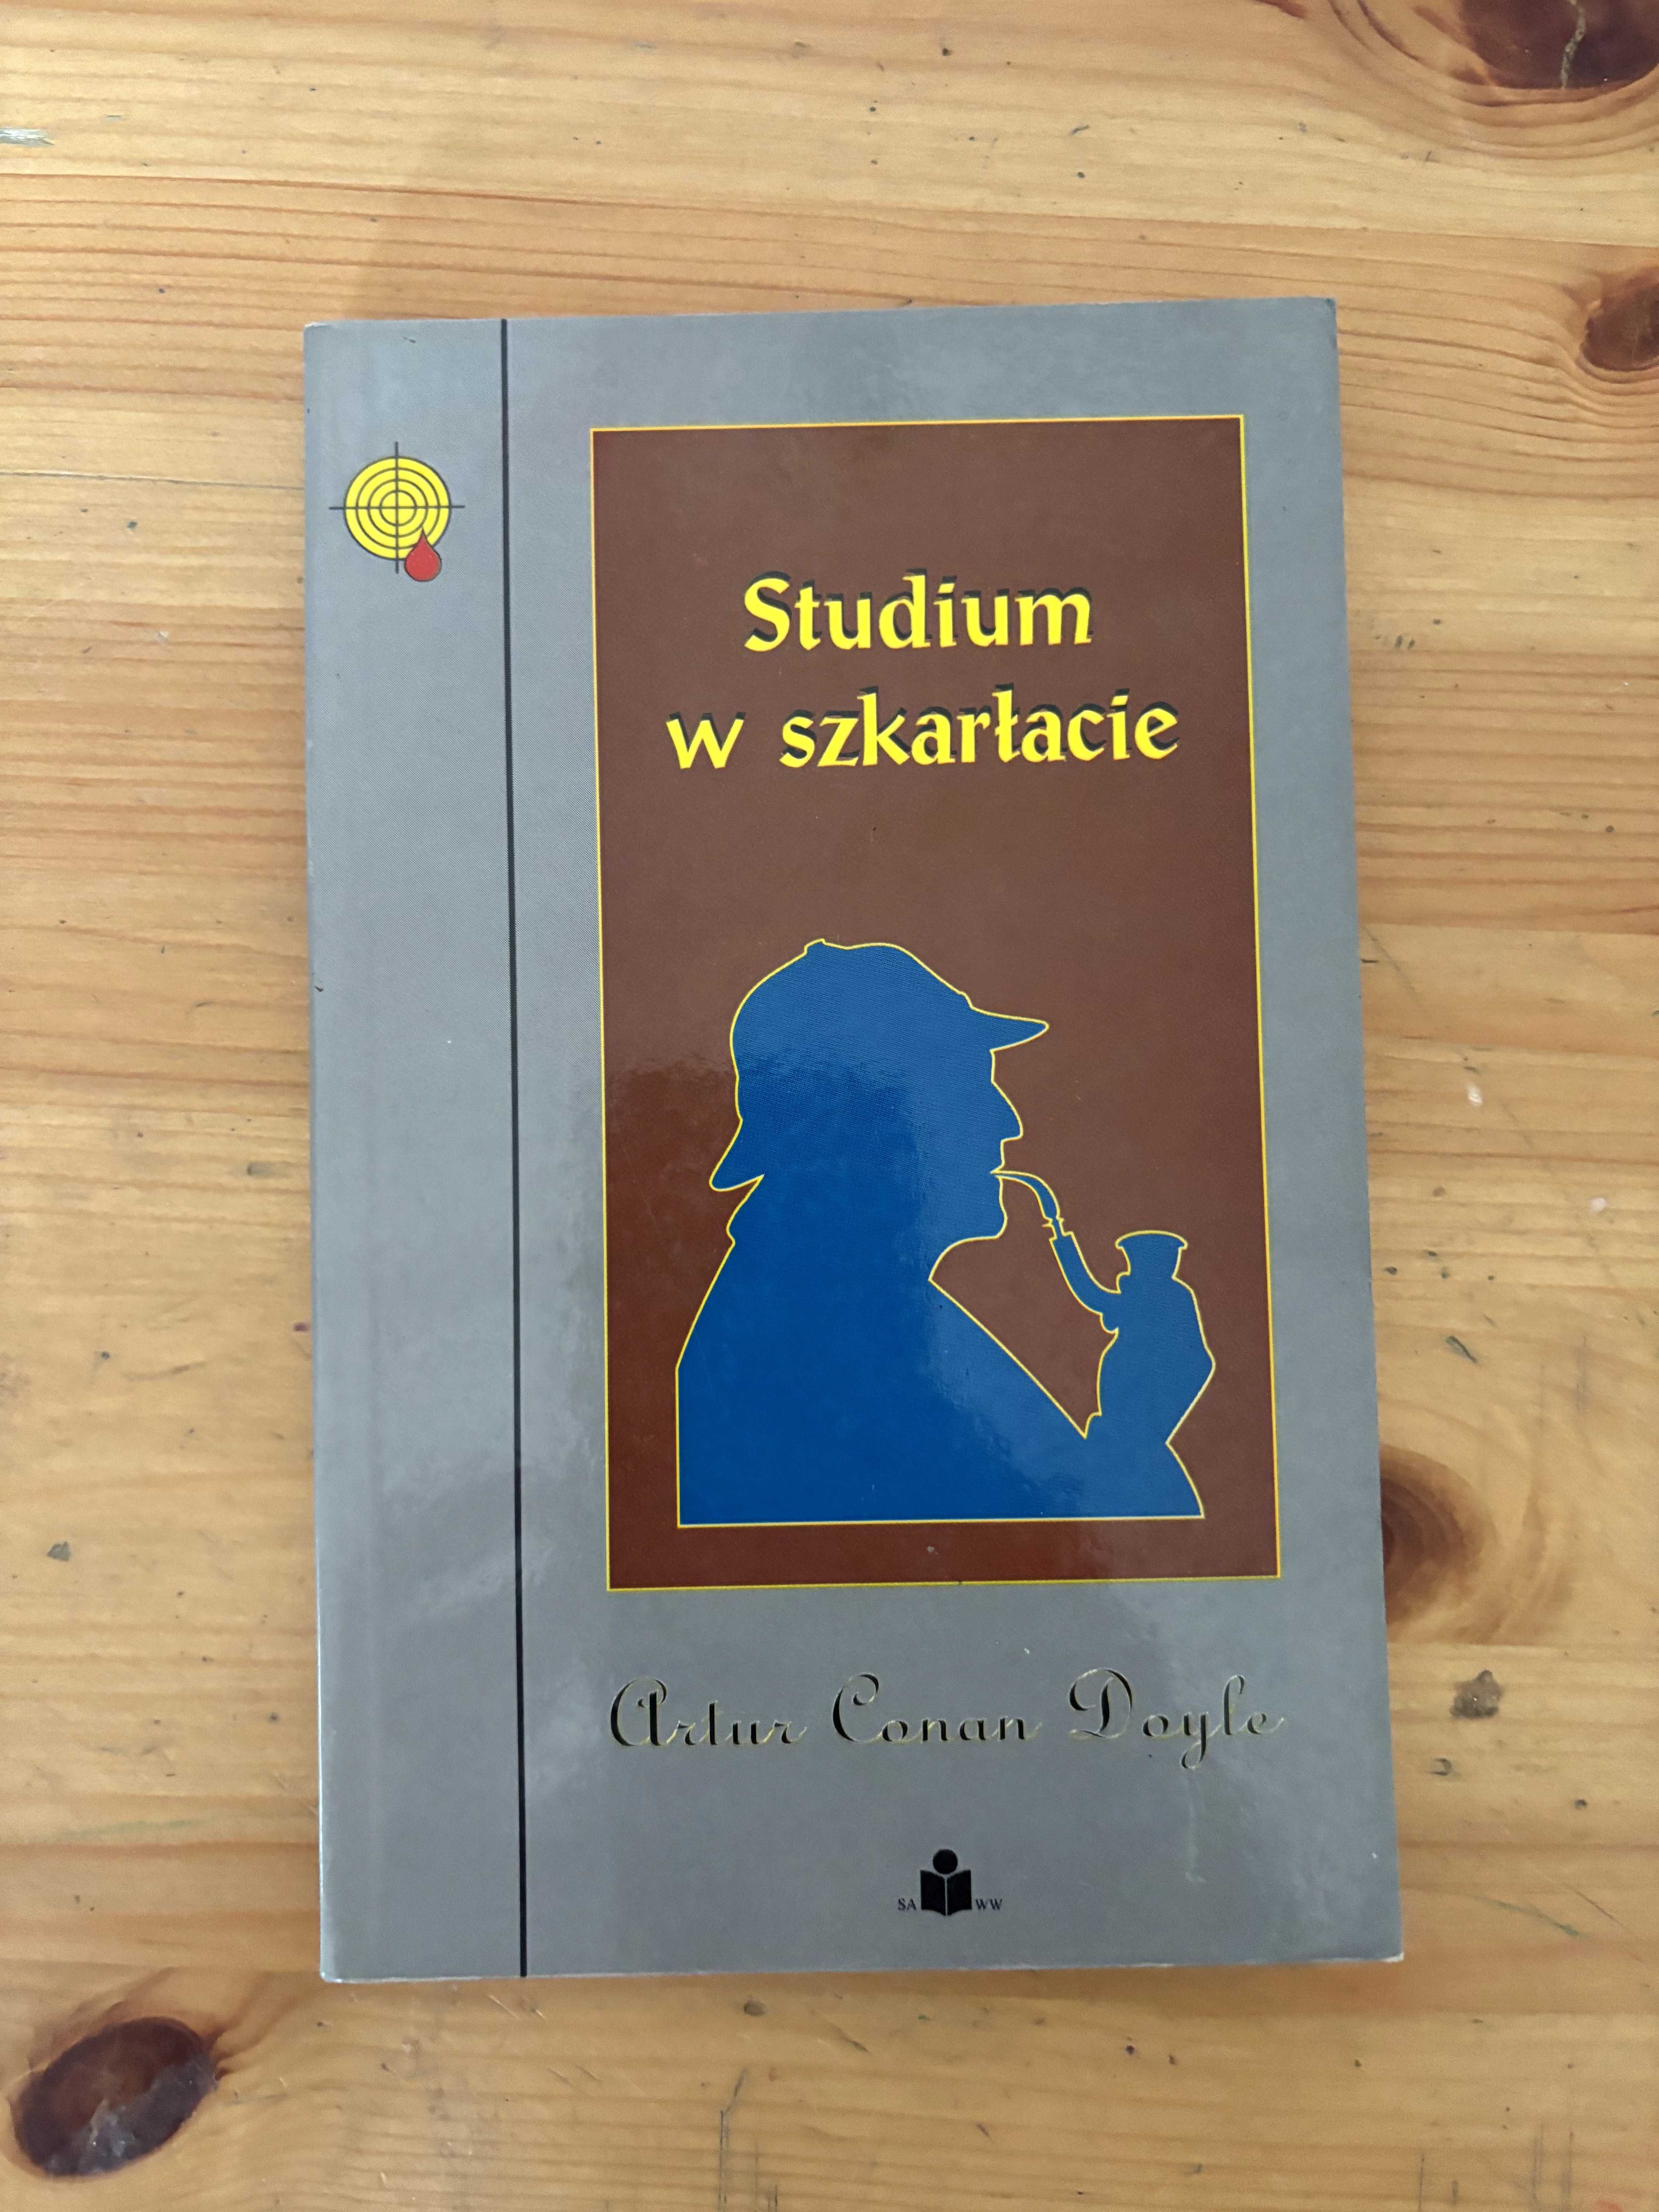 Studium
w szkarłacie
Artur Conan Doyle
SA WW